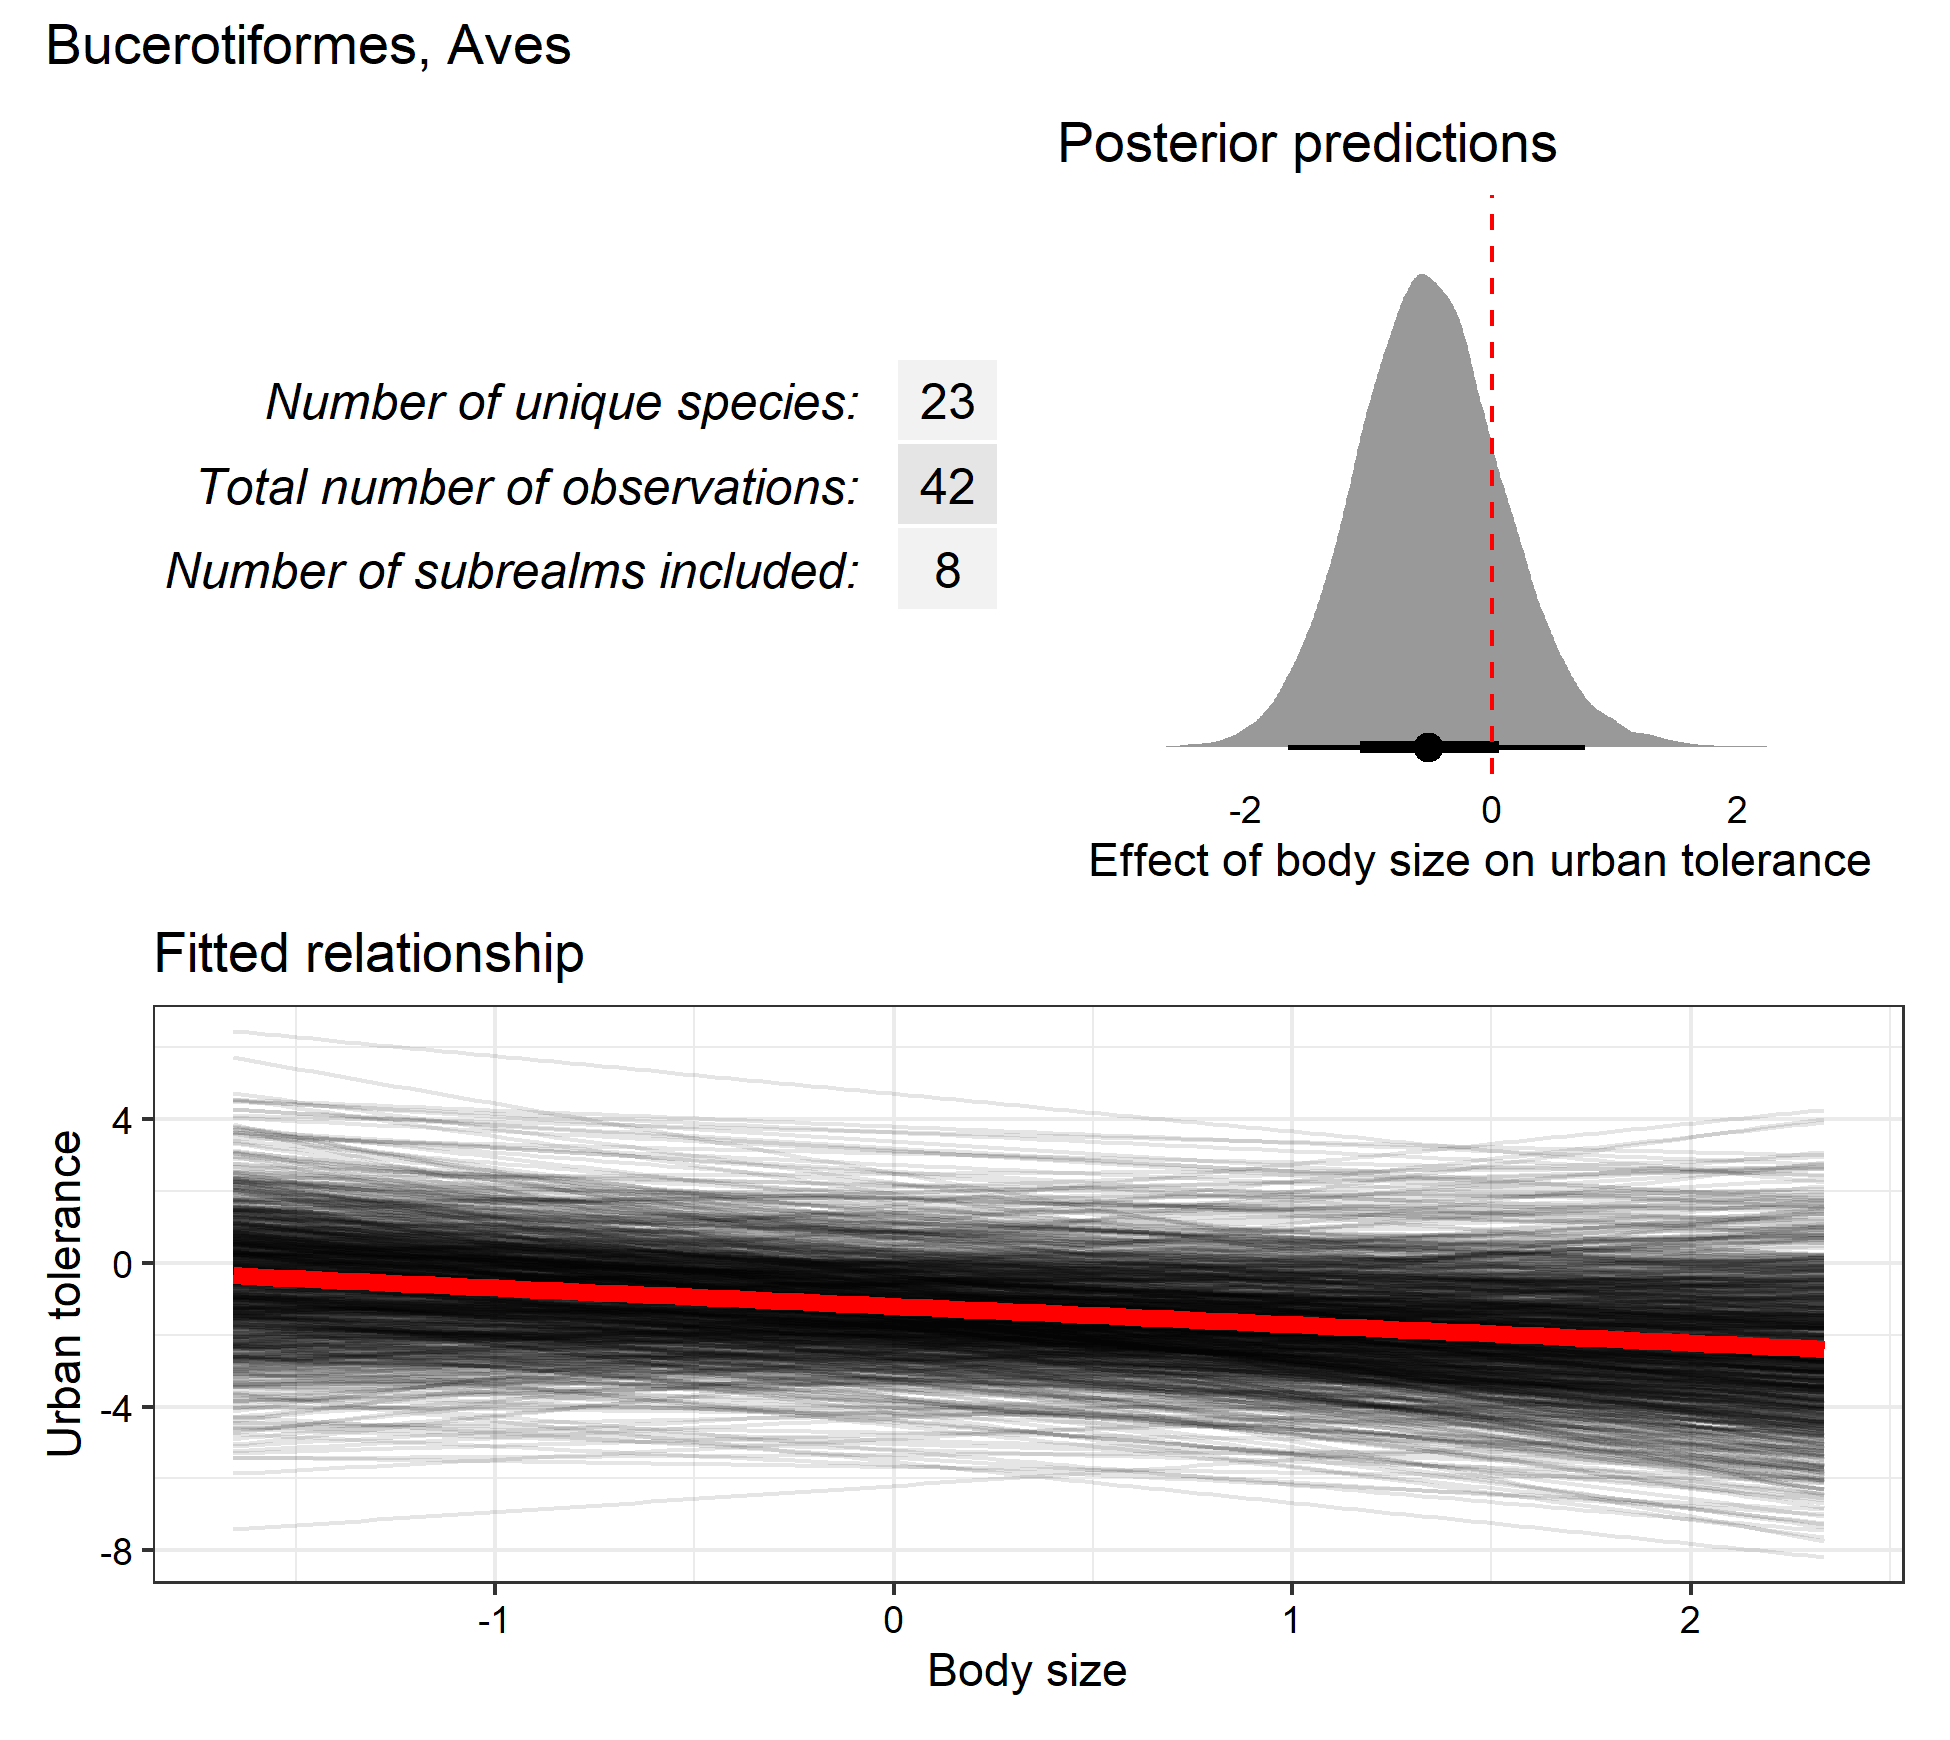 Bucerotiformes, Aves
Posterior predictions
Number of unique species: 23
Total number of observations: 42
Number of subrealms included: 8
-2 0 2
Effect of body size on urban tolerance
Fitted relationship
Urban tolerance
4
0
-4
-8
-1 0 1 2
Body size